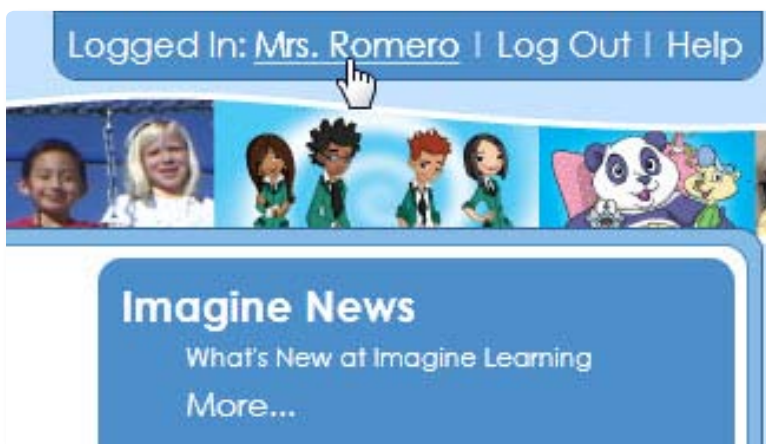 Logged In: Mrs. Romero | Log Out | Help
Imagine News
What's New at Imagine Learning
More...